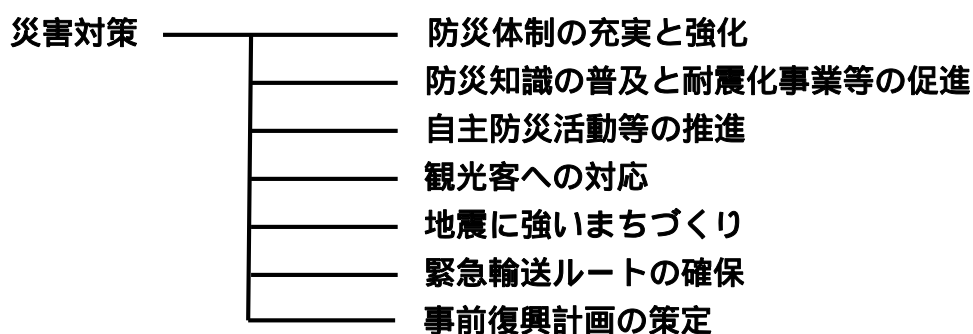 災害対策
防災体制の充実と強化
防災知識の普及と耐震化事業等の促進
自主防災活動等の推進
観光客への対応
地震に強いまちづくり
緊急輸送ルートの確保
事前復興計画の策定